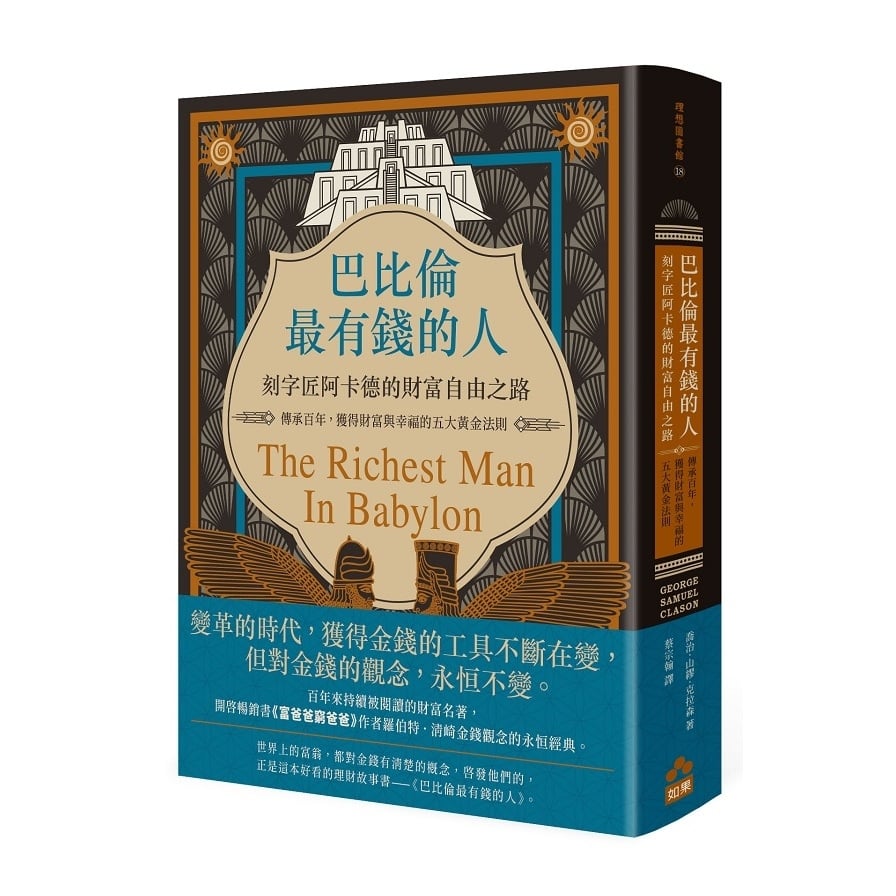 巴比倫
最有錢的人
刻字匠阿卡德的財富自由之路
傳承百年,獲得財富與幸福的五大黃金法則
The Richest Man
In Babylon
變革的時代,獲得金錢的工具不斷在變,
但對金錢的觀念,永恒不變。
百年來持續被閱讀的財富名著,
開啓暢銷書《富爸爸窮爸爸》作者羅伯特·清崎金錢觀念的永恒經典。
世界上的富翁,都對金錢有清楚的概念,啓發他們的,
正是這本好看的理財故事書——《巴比倫最有錢的人》。
理想圖書館
18
巴比倫最有錢的人
刻字匠阿卡德的財富自由之路
傳承百年,
獲得財富與幸福的
五大黃金法則
GEORGE
SAMUEL
CLASON
喬治·山繆·克拉森 著
蔡宗翰 譯
如果